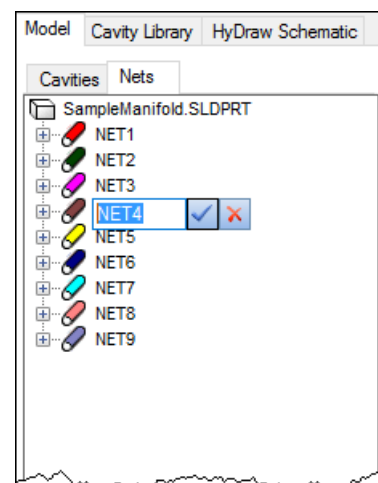 Model Cavity Library HyDraw Schematic
Cavities Nets
SampleManifold.SLDPRT
NET1
NET2
NET3
NET4
NET5
NET6
NET7
NET8
NET9